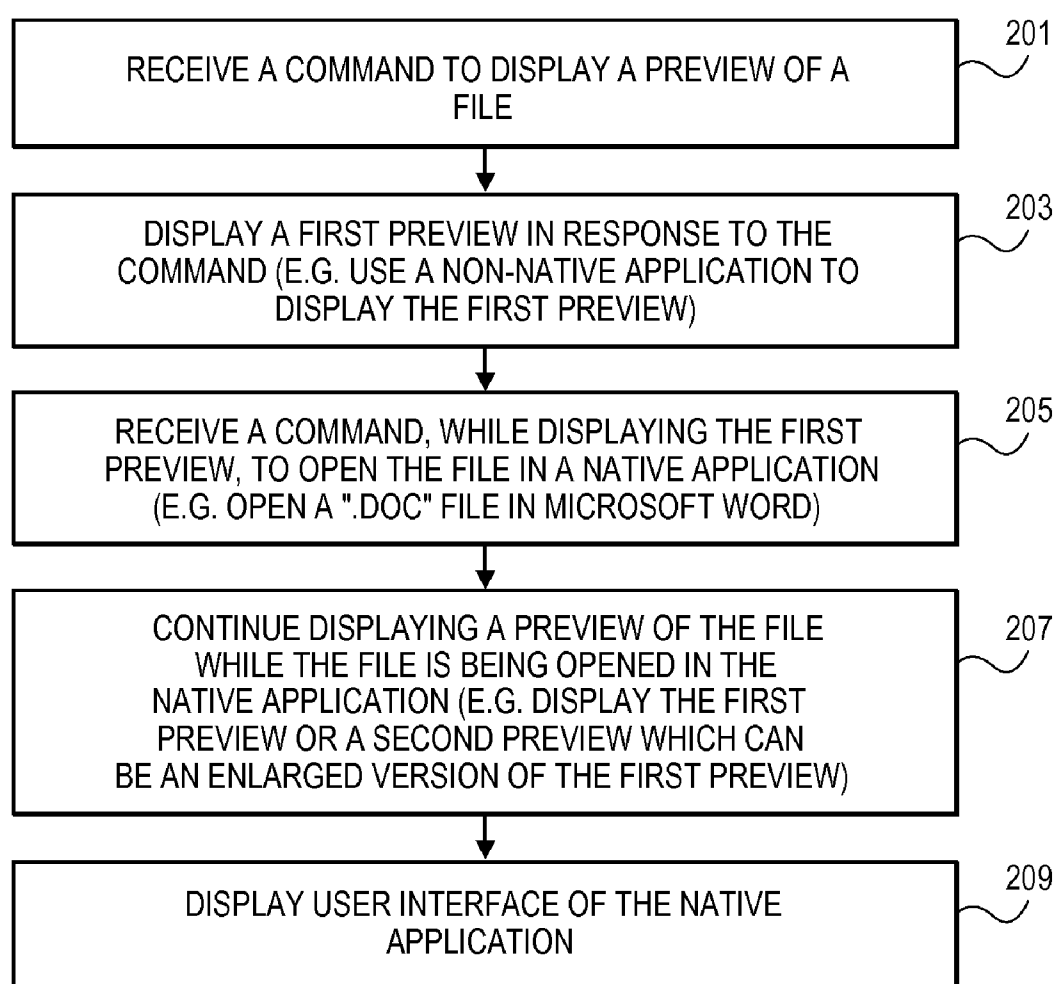 201
RECEIVE A COMMAND TO DISPLAY A PREVIEW OF A
FILE
203
DISPLAY A FIRST PREVIEW IN RESPONSE TO THE
COMMAND (E.G. USE A NON-NATIVE APPLICATION TO
DISPLAY THE FIRST PREVIEW)
205
RECEIVE A COMMAND, WHILE DISPLAYING THE FIRST
PREVIEW, TO OPEN THE FILE IN A NATIVE APPLICATION
(E.G. OPEN A ".DOC" FILE IN MICROSOFT WORD)
207
CONTINUE DISPLAYING A PREVIEW OF THE FILE
WHILE THE FILE IS BEING OPENED IN THE
NATIVE APPLICATION (E.G. DISPLAY THE FIRST
PREVIEW OR A SECOND PREVIEW WHICH CAN
BE AN ENLARGED VERSION OF THE FIRST PREVIEW)
209
DISPLAY USER INTERFACE OF THE NATIVE
APPLICATION